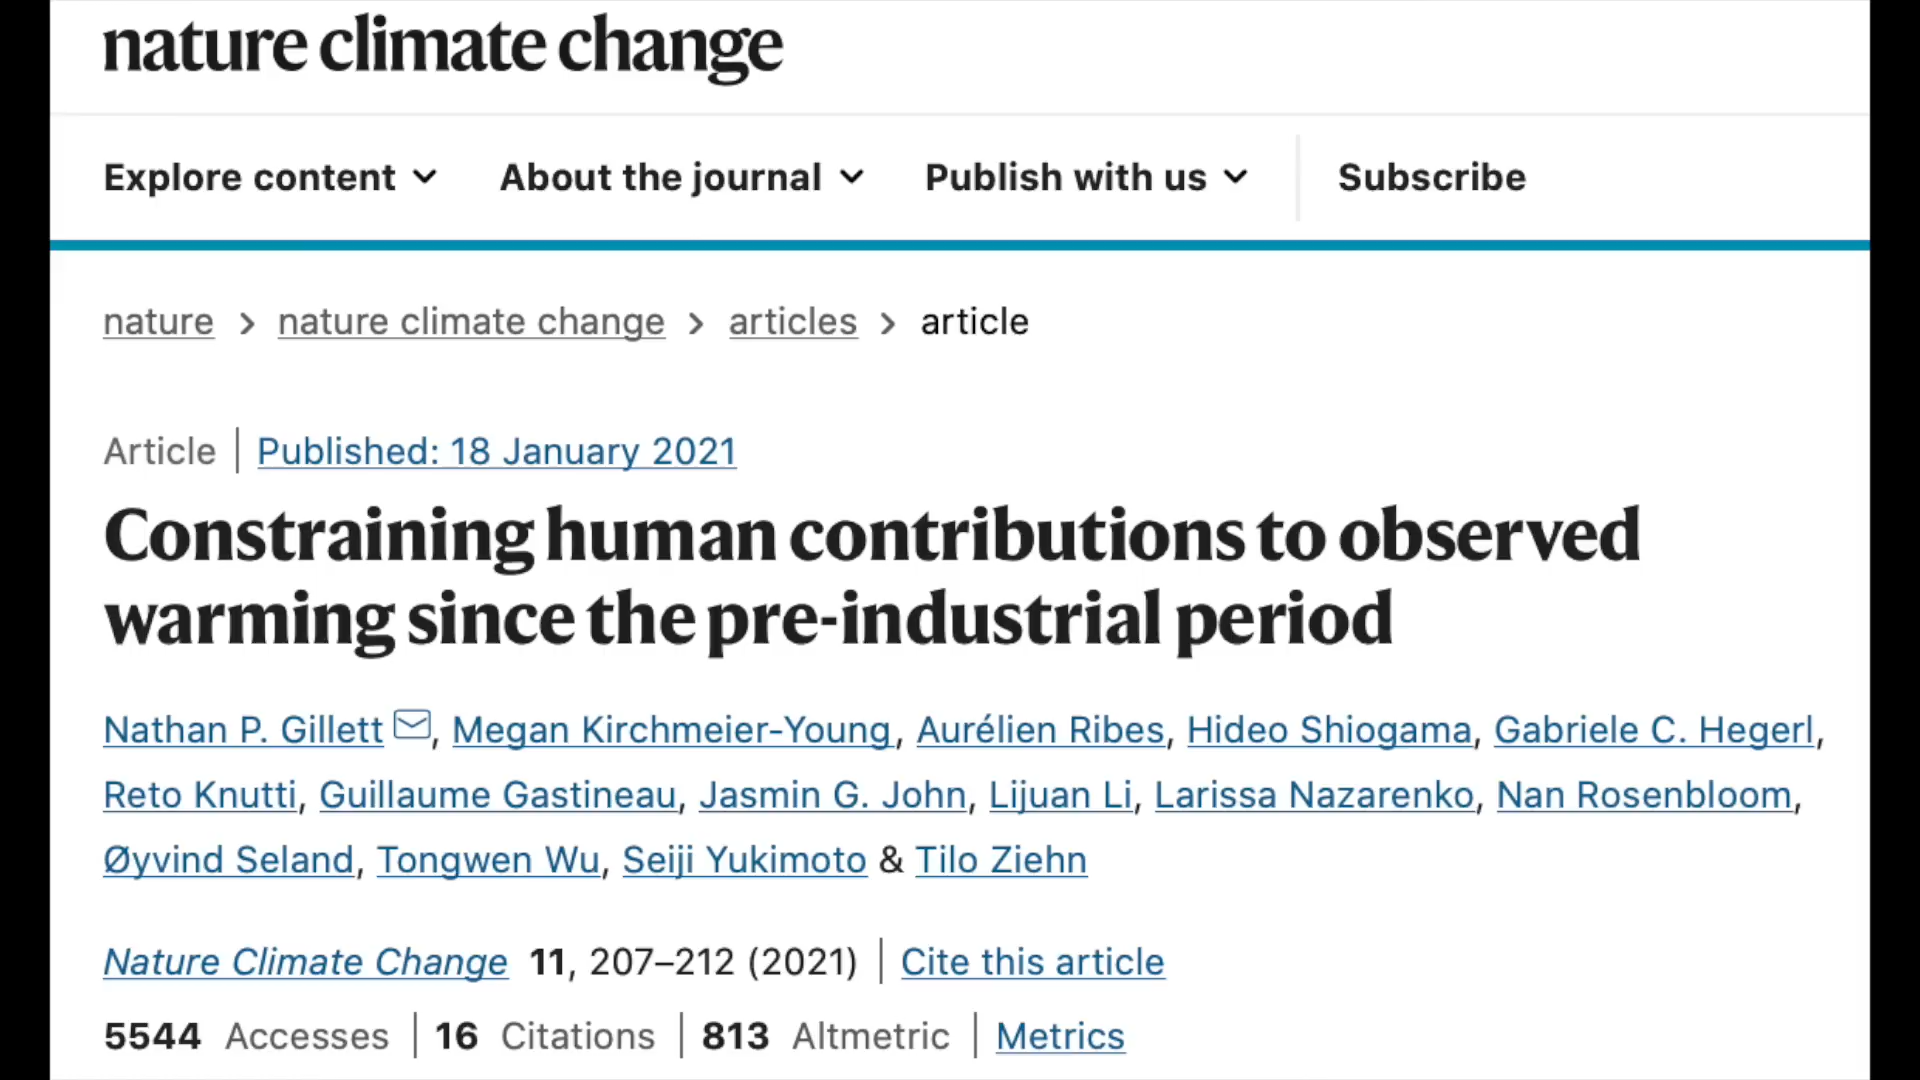 nature climate change
Explore content About the journal Publish with us Subscribe
nature > nature climate change > articles > article
Article | Published: 18 January 2021
Constraining human contributions to observed
warming since the pre-industrial period
Nathan P. Gillett, Megan Kirchmeier-Young, Aurélien Ribes, Hideo Shiogama, Gabriele C. Hegerl,
Reto Knutti, Guillaume Gastineau, Jasmin G. John, Lijuan Li, Larissa Nazarenko, Nan Rosenbloom,
Øyvind Seland, Tongwen Wu, Seiji Yukimoto & Tilo Ziehn
Nature Climate Change 11, 207–212 (2021) | Cite this article
5544 Accesses | 16 Citations | 813 Altmetric | Metrics